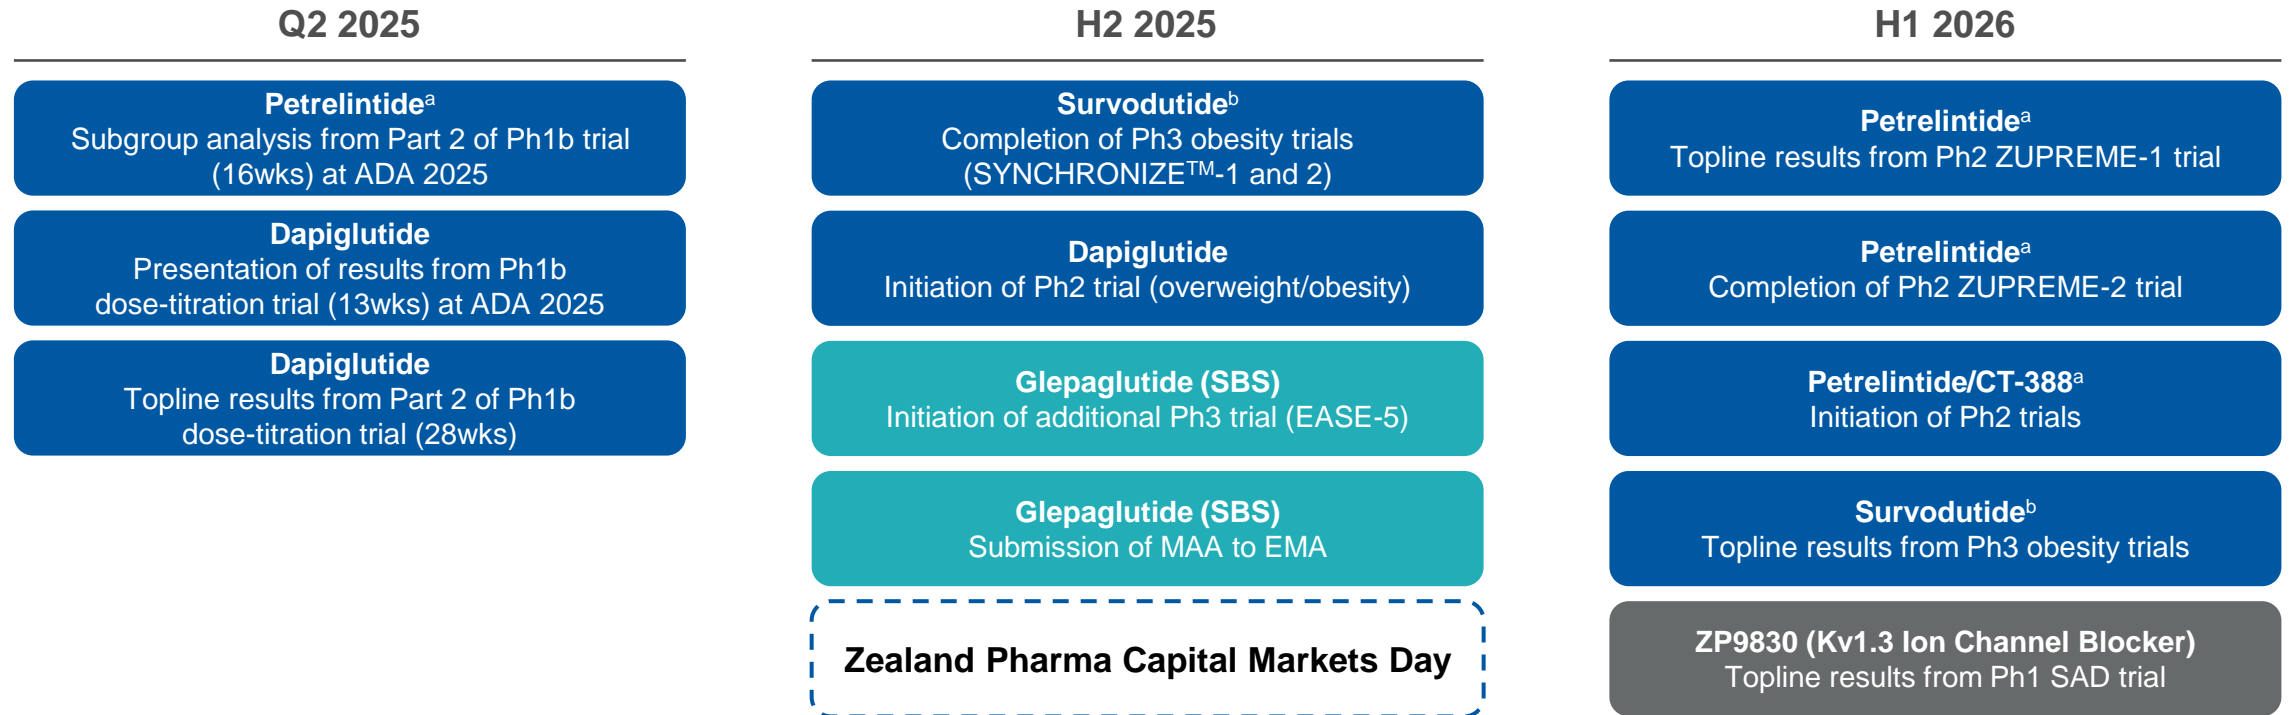 Q2 2025
Petrelintideᵃ
Subgroup analysis from Part 2 of Ph1b trial
(16wks) at ADA 2025
Dapiglutide
Presentation of results from Ph1b
dose-titration trial (13wks) at ADA 2025
Dapiglutide
Topline results from Part 2 of Ph1b
dose-titration trial (28wks)
H2 2025
Survodutideᵇ
Completion of Ph3 obesity trials
(SYNCHRONIZE™-1 and 2)
Dapiglutide
Initiation of Ph2 trial (overweight/obesity)
Glepaglutide (SBS)
Initiation of additional Ph3 trial (EASE-5)
Glepaglutide (SBS)
Submission of MAA to EMA
Zealand Pharma Capital Markets Day
H1 2026
Petrelintideᵃ
Topline results from Ph2 ZUPREME-1 trial
Petrelintideᵃ
Completion of Ph2 ZUPREME-2 trial
Petrelintide/CT-388ᵃ
Initiation of Ph2 trials
Survodutideᵇ
Topline results from Ph3 obesity trials
ZP9830 (Kv1.3 Ion Channel Blocker)
Topline results from Ph1 SAD trial